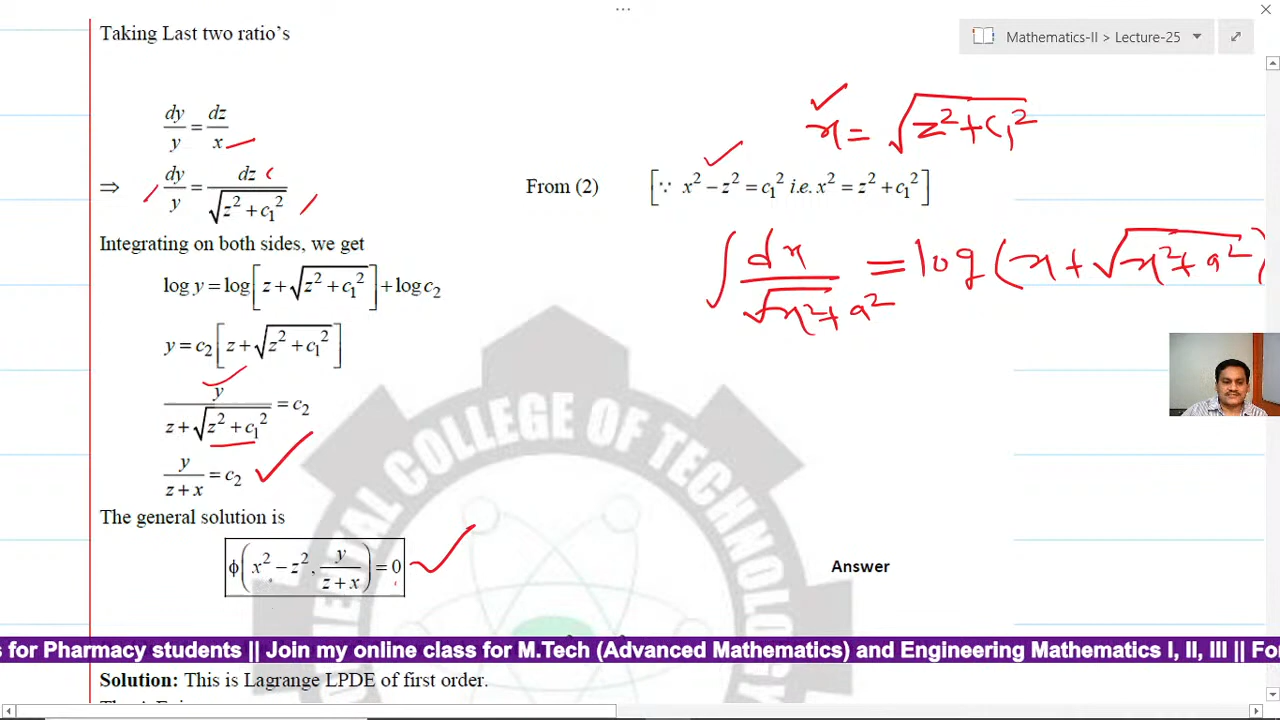 Taking Last two ratio's
Mathematics-II > Lecture-25
dy/y = dz/x
x = √(z² + c₁²)
⇒ dy/y = dz/√(z² + c₁²) From (2) [∵ x² − z² = c₁² i.e. x² = z² + c₁²]
Integrating on both sides, we get
∫ dx/√(x² + a²) = log(x + √(x² + a²))
log y = log[z + √(z² + c₁²)] + log c₂
y = c₂[z + √(z² + c₁²)]
y/(z + √(z² + c₁²)) = c₂
y/(z + x) = c₂
The general solution is
ϕ(x² − z², y/(z + x)) = 0 Answer
COLLEGE OF TECHNOLOGY
s for Pharmacy students || Join my online class for M.Tech (Advanced Mathematics) and Engineering Mathematics I, II, III || Fo
Solution: This is Lagrange LPDE of first order.